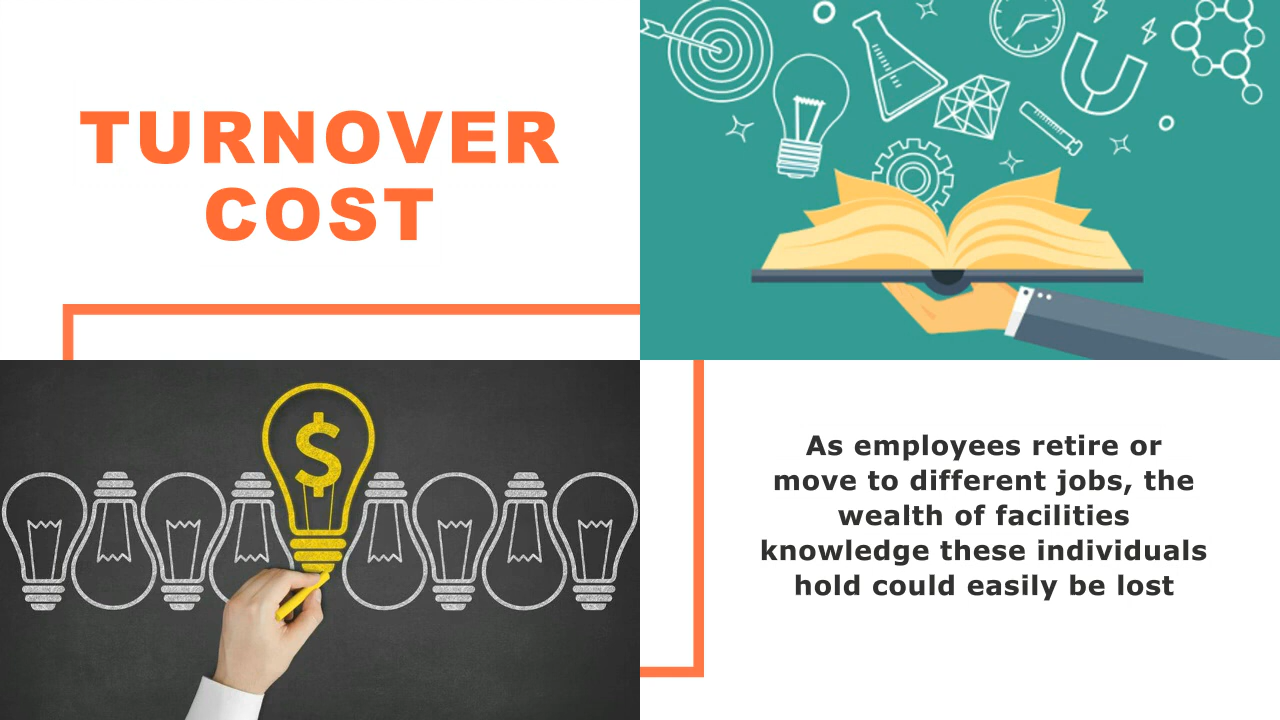 TURNOVER
COST
$
As employees retire or
move to different jobs, the
wealth of facilities
knowledge these individuals
hold could easily be lost